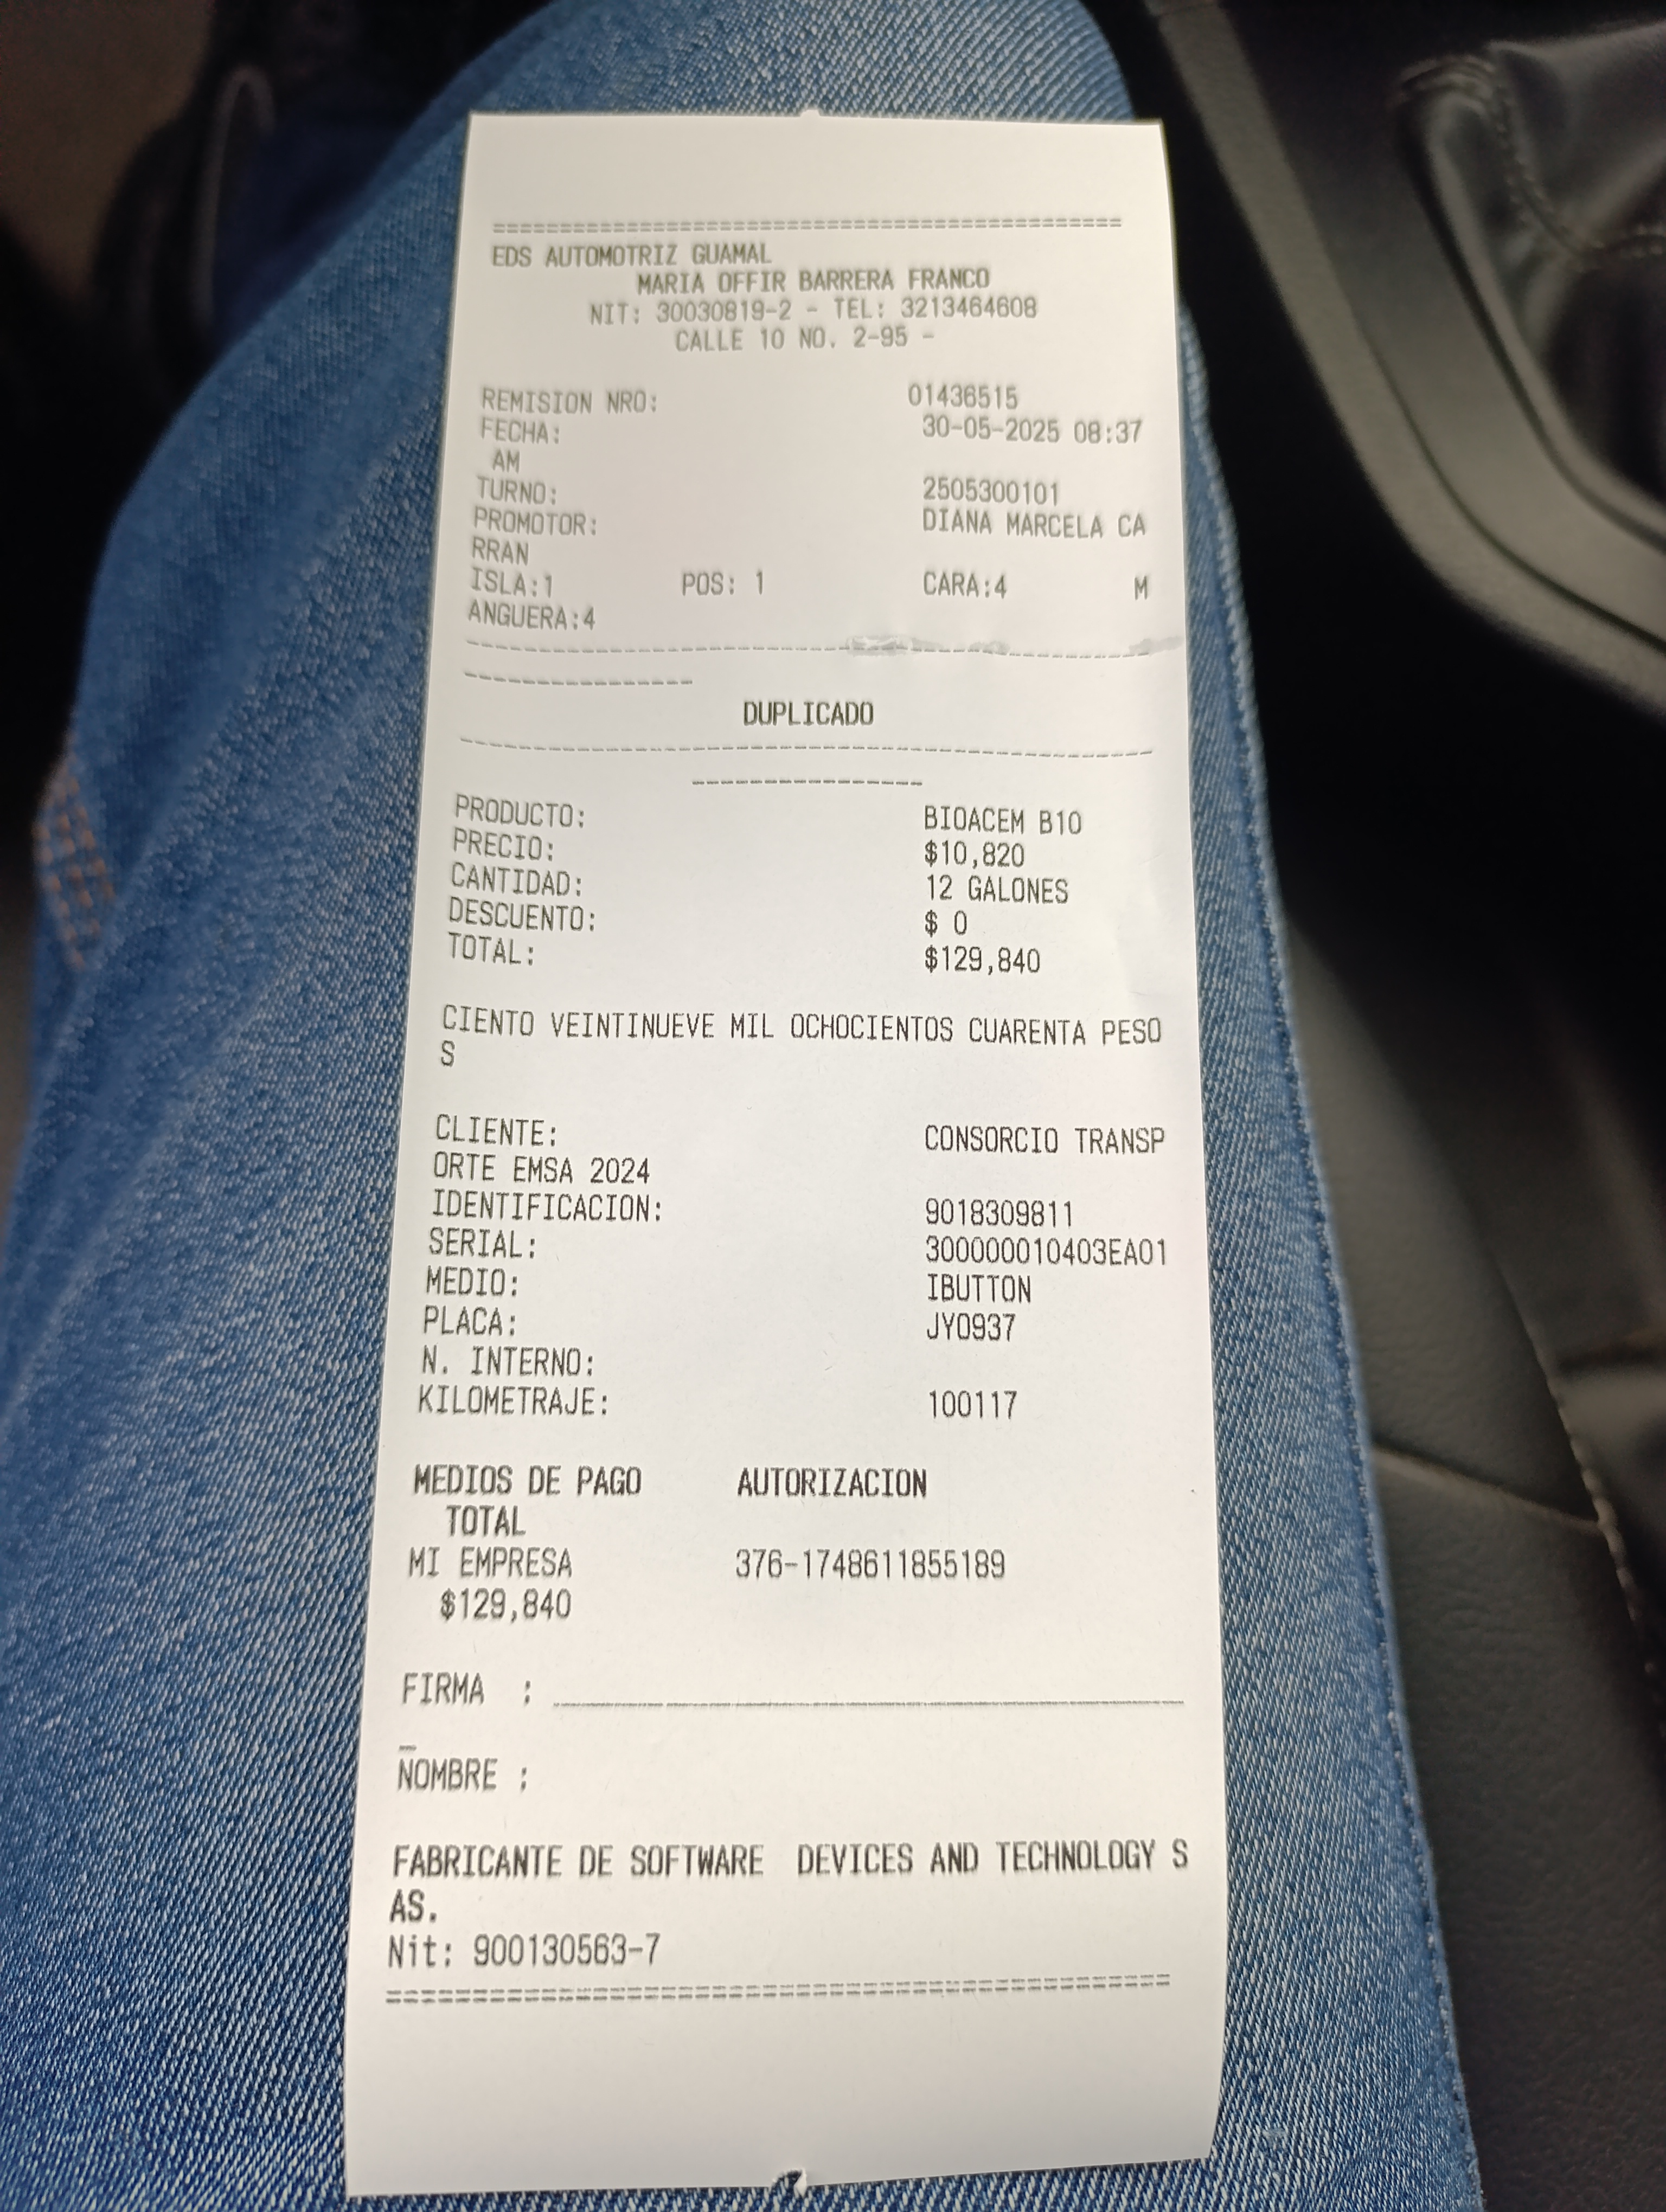 ==============================================
EDS AUTOMOTRIZ GUAMAL
MARIA OFFIR BARRERA FRANCO
NIT: 30030819-2 - TEL: 3213464608
CALLE 10 NO. 2-95 -
REMISION NRO: 01436515
FECHA: 30-05-2025 08:37
AM
TURNO: 2505300101
PROMOTOR: DIANA MARCELA CA
RRAN
ISLA:1 POS: 1 CARA:4 M
ANGUERA:4
------------------------------------------------
----------------
DUPLICADO
------------------------------------------------
----------------
PRODUCTO: BIOACEM B10
PRECIO: $10,820
CANTIDAD: 12 GALONES
DESCUENTO: $ 0
TOTAL: $129,840
CIENTO VEINTINUEVE MIL OCHOCIENTOS CUARENTA PESO
S
CLIENTE: CONSORCIO TRANSP
ORTE EMSA 2024
IDENTIFICACION: 9018309811
SERIAL: 300000010403EA01
MEDIO: IBUTTON
PLACA: JYO937
N. INTERNO:
KILOMETRAJE: 100117
MEDIOS DE PAGO AUTORIZACION
TOTAL
MI EMPRESA 376-1748611855189
$129,840
FIRMA : ______________________________________
_
NOMBRE :
FABRICANTE DE SOFTWARE DEVICES AND TECHNOLOGY S
AS.
Nit: 900130563-7
==============================================